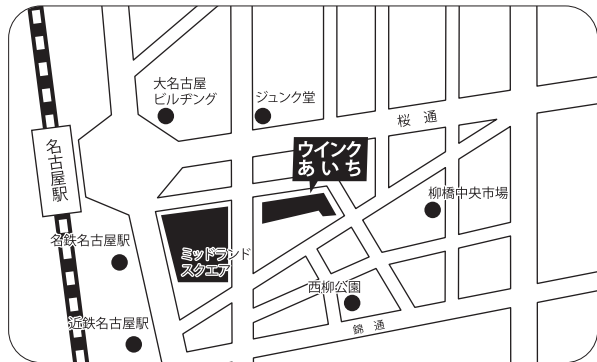 大名古屋
ビルヂング
ジュンク堂
桜通
ウインク
あいち
名古屋駅
柳橋中央市場
名鉄名古屋駅
ミッドランド
スクエア
西柳公園
近鉄名古屋駅
錦通